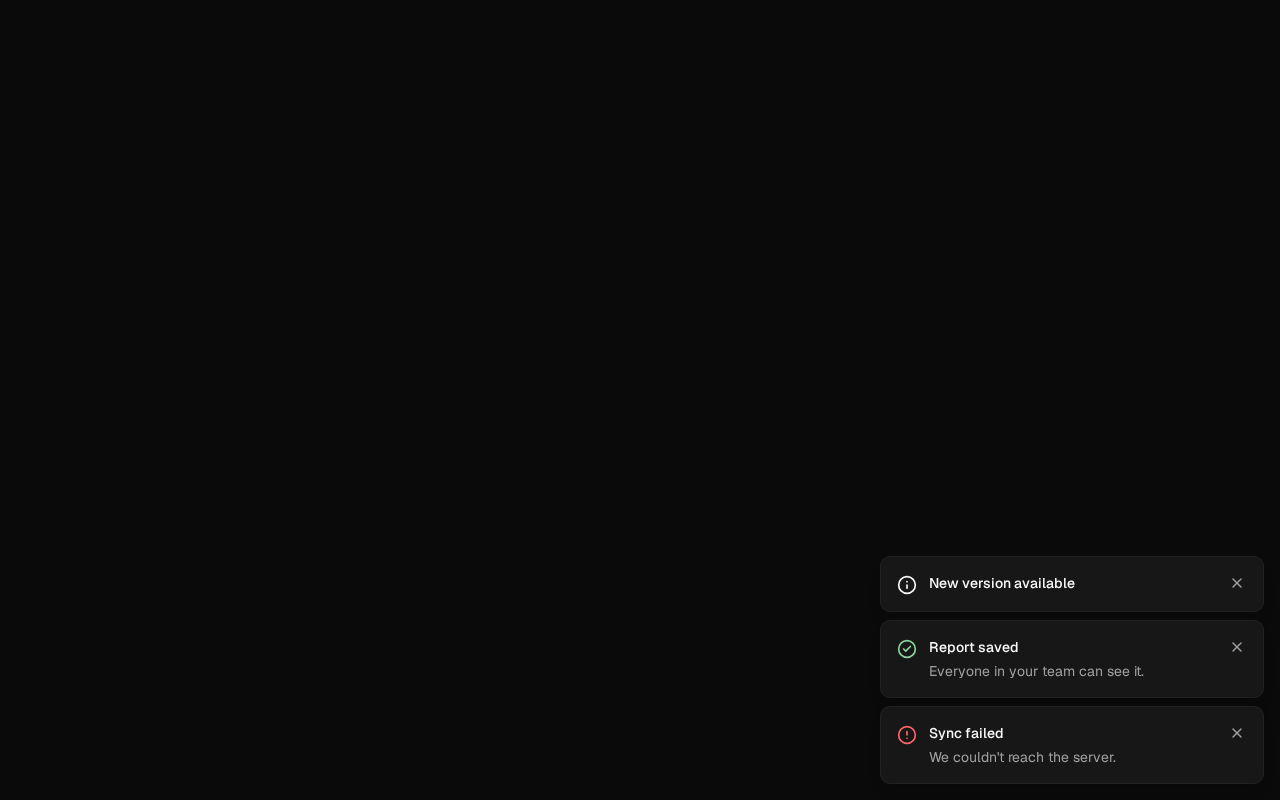 New version available
Report saved
Everyone in your team can see it.
Sync failed
We couldn't reach the server.